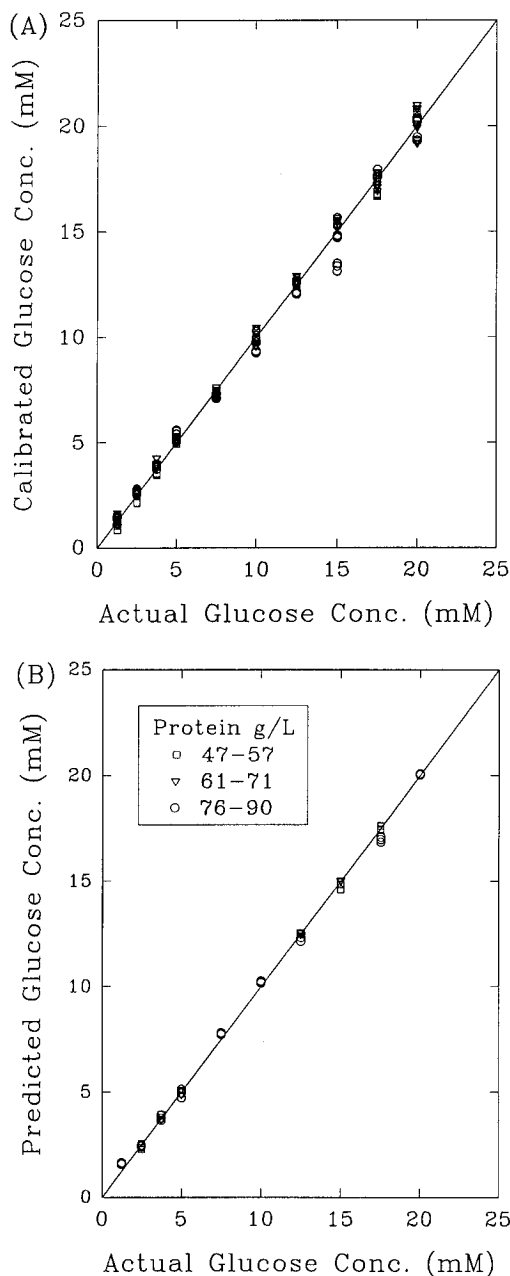 (A)
Calibrated Glucose Conc. (mM)
25
20
15
10
5
0
0 5 10 15 20 25
Actual Glucose Conc. (mM)
(B)
Predicted Glucose Conc. (mM)
25
20
15
10
5
0
Protein g/L
47–57
61–71
76–90
0 5 10 15 20 25
Actual Glucose Conc. (mM)